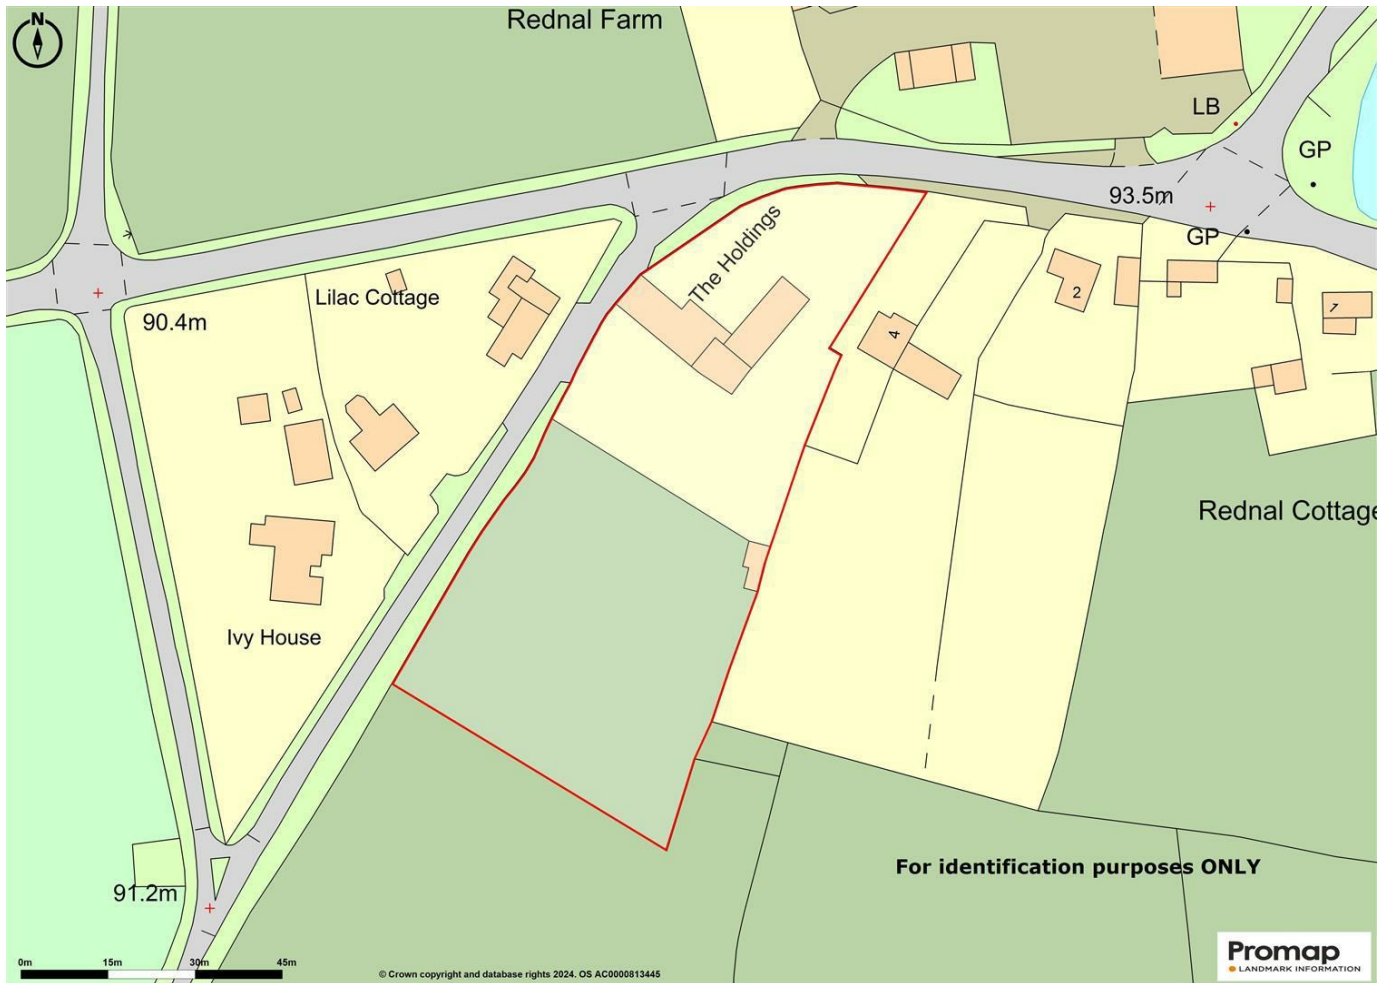 N
Rednal Farm
LB
GP
93.5m
GP
The Holdings
Lilac Cottage
90.4m
2
4
7
Rednal Cottage
Ivy House
91.2m
For identification purposes ONLY
0m 15m 30m 45m
© Crown copyright and database rights 2024. OS AC0000813445
Promap
LANDMARK INFORMATION